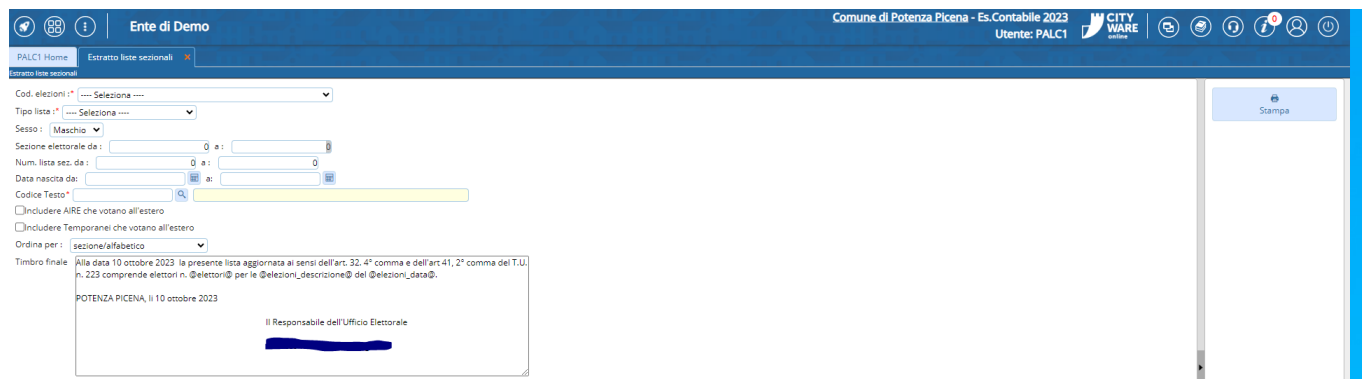 Ente di Demo
Comune di Potenza Picena - Es.Contabile 2023
Utente: PALC1
CITY
WARE
online
0
PALC1 Home
Estratto liste sezionali ×
Estratto liste sezionali
Cod. elezioni :* ---- Seleziona ----
Tipo lista :* ---- Seleziona ----
Sesso : Maschio
Sezione elettorale da : 0 a : 0
Num. lista sez. da : 0 a : 0
Data nascita da: a:
Codice Testo*
Includere AIRE che votano all'estero
Includere Temporanei che votano all'estero
Ordina per : sezione/alfabetico
Timbro finale
Alla data 10 ottobre 2023 la presente lista aggiornata ai sensi dell'art. 32. 4° comma e dell'art 41, 2° comma del T.U.
n. 223 comprende elettori n. @elettori@ per le @elezioni_descrizione@ del @elezioni_data@.
POTENZA PICENA, li 10 ottobre 2023
Il Responsabile dell'Ufficio Elettorale
Stampa